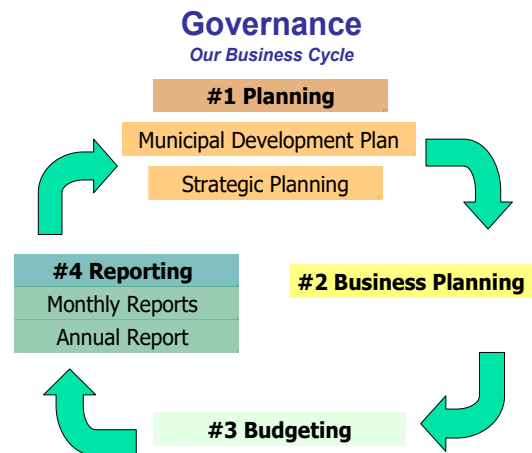 Governance
Our Business Cycle
#1 Planning
Municipal Development Plan
Strategic Planning
#2 Business Planning
#3 Budgeting
#4 Reporting
Monthly Reports
Annual Report